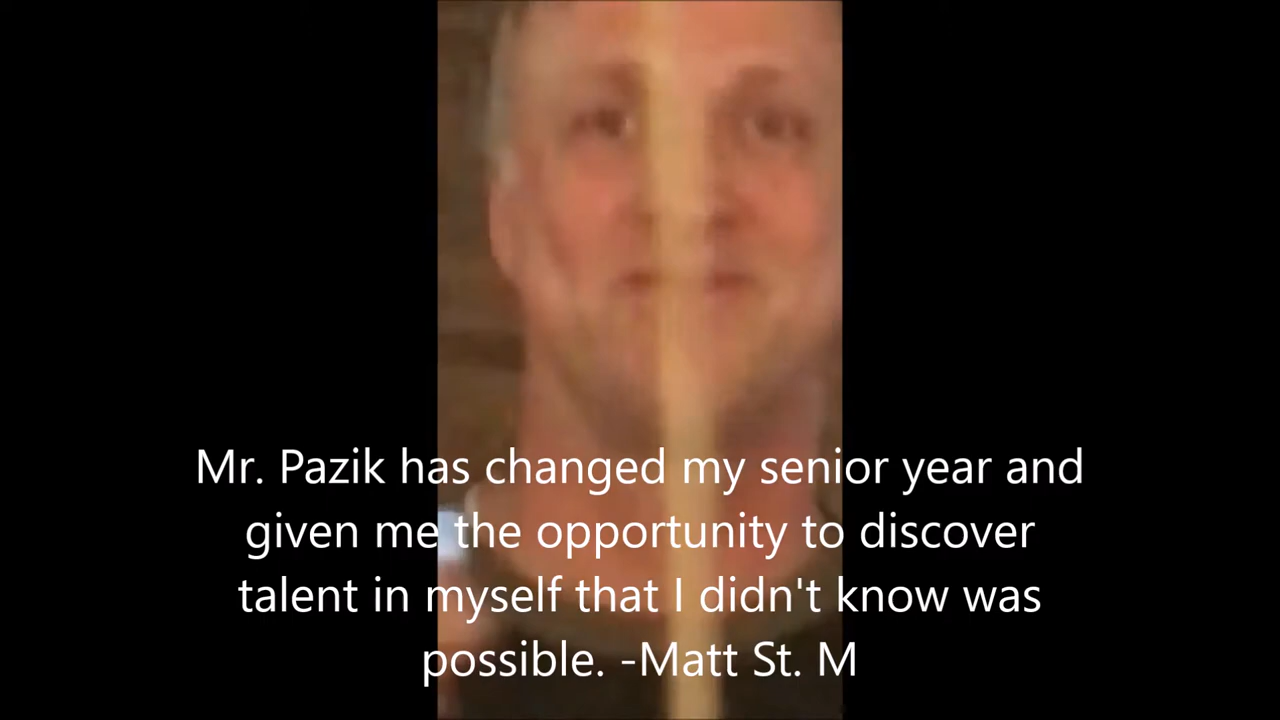 Mr. Pazik has changed my senior year and
given me the opportunity to discover
talent in myself that I didn't know was
possible. -Matt St. M